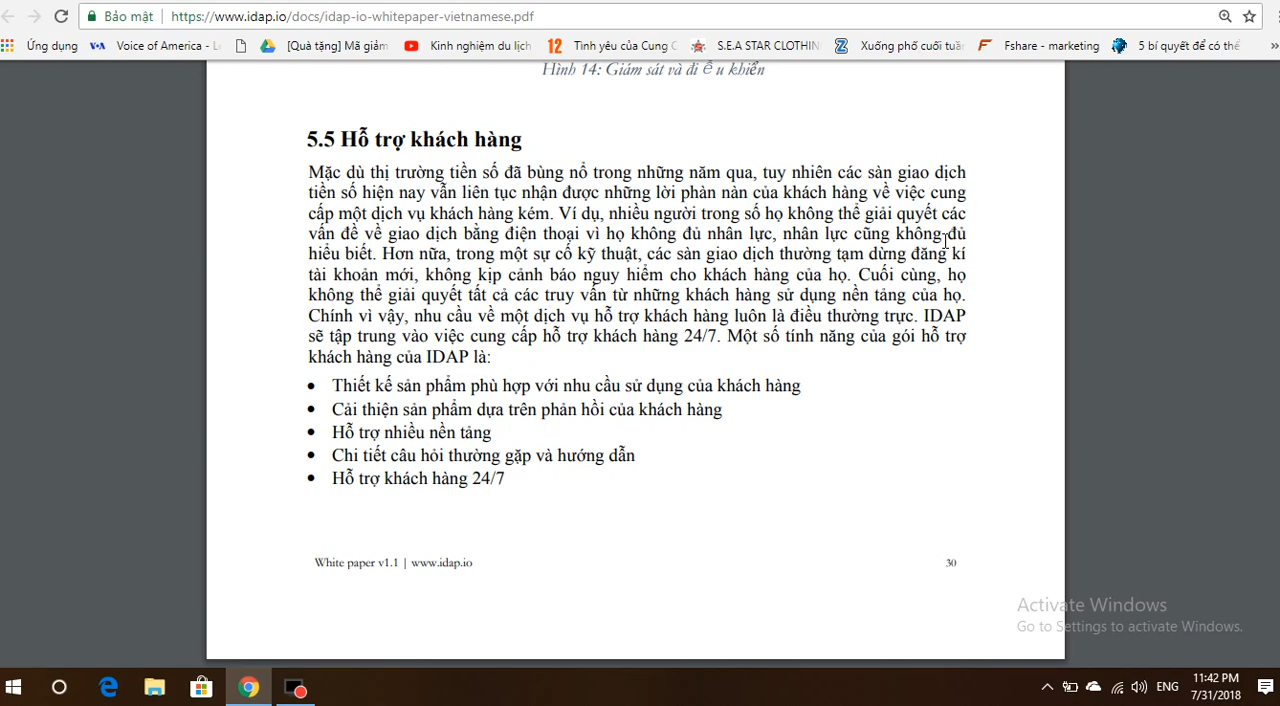 Bảo mật
https://www.idap.io/docs/idap-io-whitepaper-vietnamese.pdf
Ứng dụng
Voice of America - L
[Quà tặng] Mã giảm
Kinh nghiệm du lịch
Tình yêu của Cung C
S.E.A STAR CLOTHIN
Xuống phố cuối tuần
Fshare - marketing
5 bí quyết để có thể
»
Hình 14: Giám sát và điều khiển
5.5 Hỗ trợ khách hàng
Mặc dù thị trường tiền số đã bùng nổ trong những năm qua, tuy nhiên các sàn giao dịch
tiền số hiện nay vẫn liên tục nhận được những lời phàn nàn của khách hàng về việc cung
cấp một dịch vụ khách hàng kém. Ví dụ, nhiều người trong số họ không thể giải quyết các
vấn đề về giao dịch bằng điện thoại vì họ không đủ nhân lực, nhân lực cũng không đủ
hiểu biết. Hơn nữa, trong một sự cố kỹ thuật, các sàn giao dịch thường tạm dừng đăng kí
tài khoản mới, không kịp cảnh báo nguy hiểm cho khách hàng của họ. Cuối cùng, họ
không thể giải quyết tất cả các truy vấn từ những khách hàng sử dụng nền tảng của họ.
Chính vì vậy, nhu cầu về một dịch vụ hỗ trợ khách hàng luôn là điều thường trực. IDAP
sẽ tập trung vào việc cung cấp hỗ trợ khách hàng 24/7. Một số tính năng của gói hỗ trợ
khách hàng của IDAP là:
• Thiết kế sản phẩm phù hợp với nhu cầu sử dụng của khách hàng
• Cải thiện sản phẩm dựa trên phản hồi của khách hàng
• Hỗ trợ nhiều nền tảng
• Chi tiết câu hỏi thường gặp và hướng dẫn
• Hỗ trợ khách hàng 24/7
White paper v1.1 | www.idap.io
30
Activate Windows
Go to Settings to activate Windows.
ENG
11:42 PM
7/31/2018